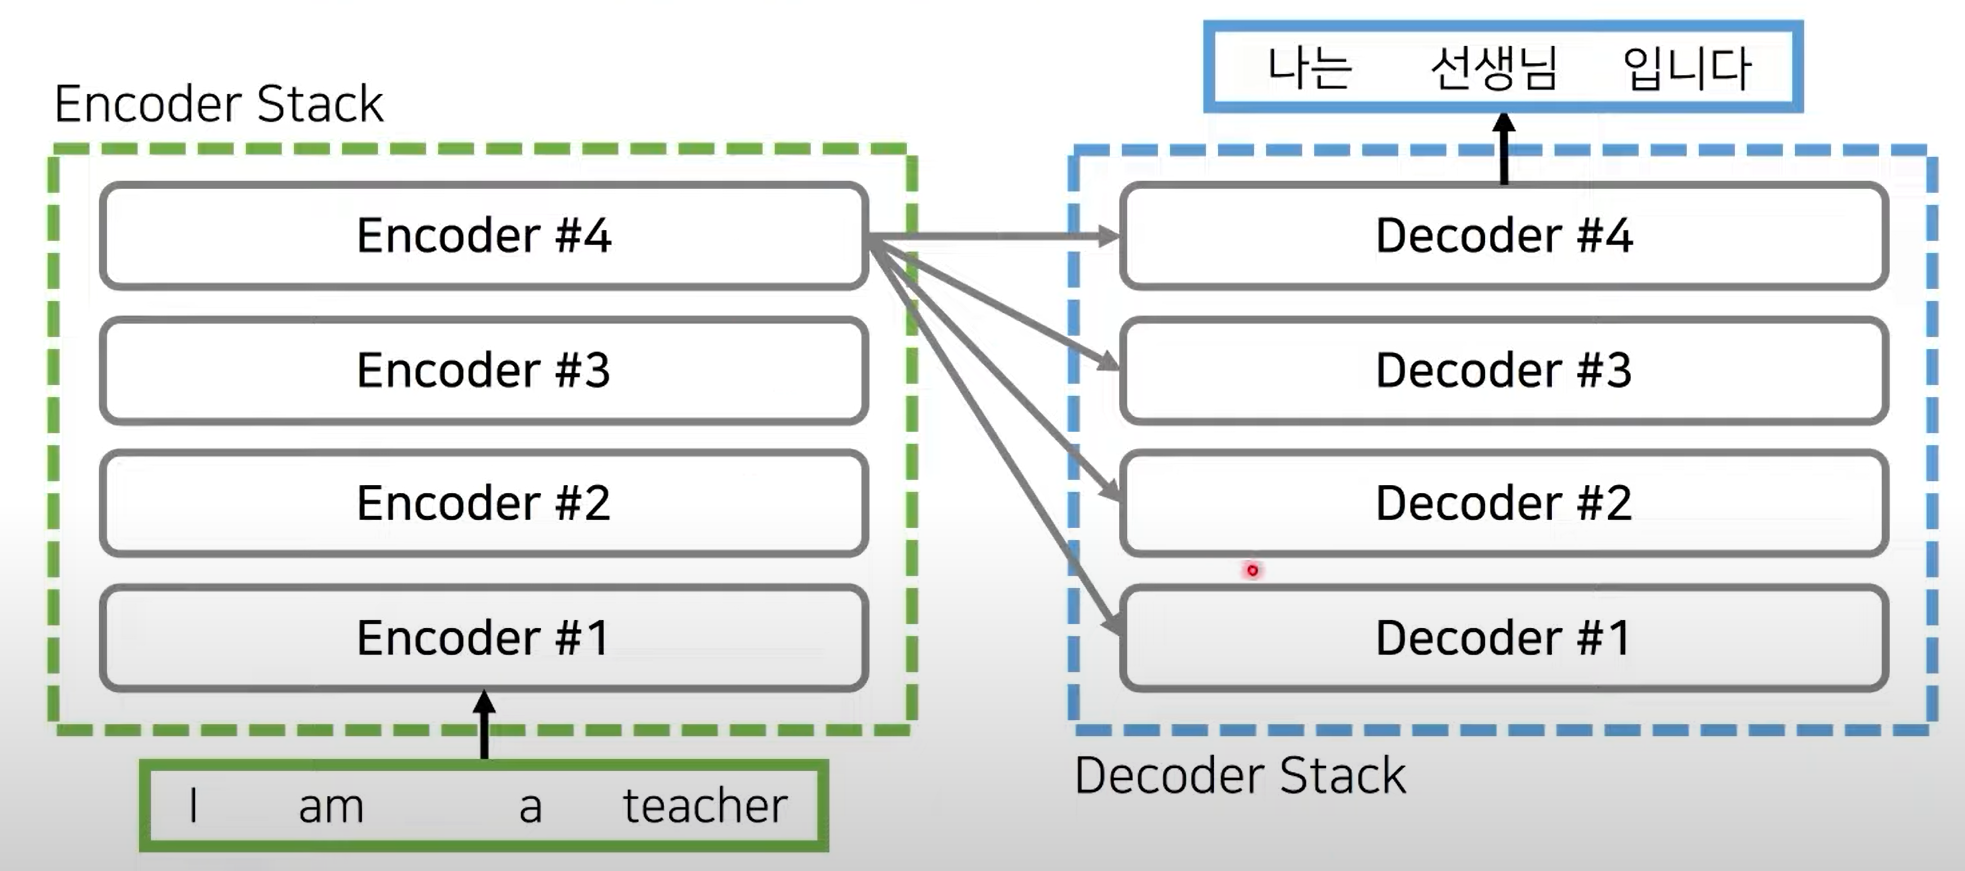 Encoder Stack
Encoder #4
Encoder #3
Encoder #2
Encoder #1
I am a teacher
나는 선생님 입니다
Decoder #4
Decoder #3
Decoder #2
Decoder #1
Decoder Stack